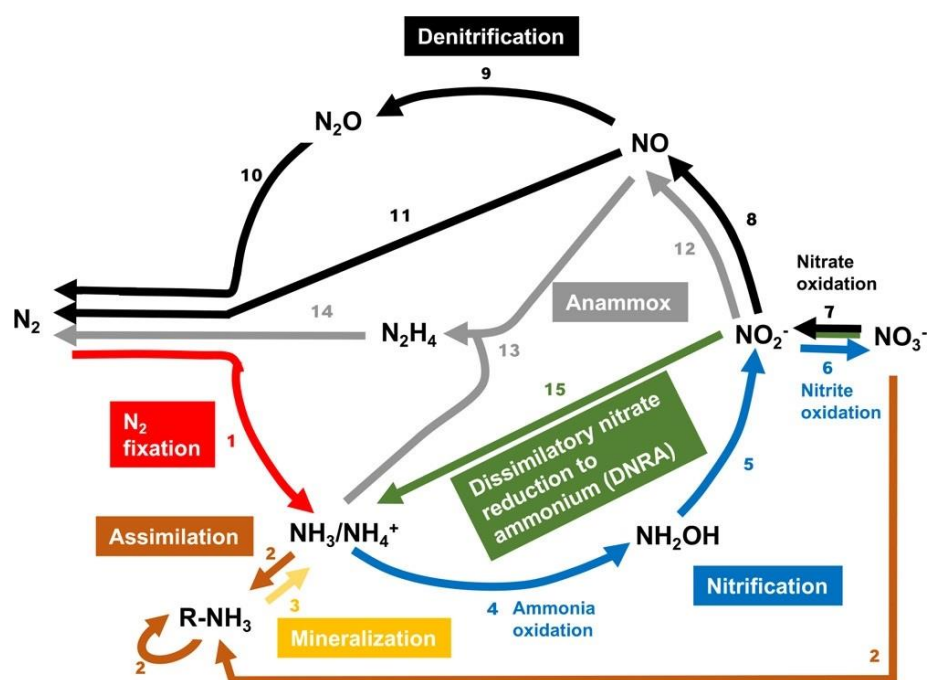 Denitrification
9
N₂O
NO
10
11
8
12
Nitrate
oxidation
7
N₂
14
N₂H₄
Anammox
13
NO₂⁻
NO₃⁻
6
Nitrite
oxidation
15
N₂
fixation
1
Dissimilatory nitrate
reduction to
ammonium (DNRA)
5
Assimilation
NH₃/NH₄⁺
NH₂OH
2
3
R-NH₃
Mineralization
4 Ammonia
oxidation
Nitrification
2
2